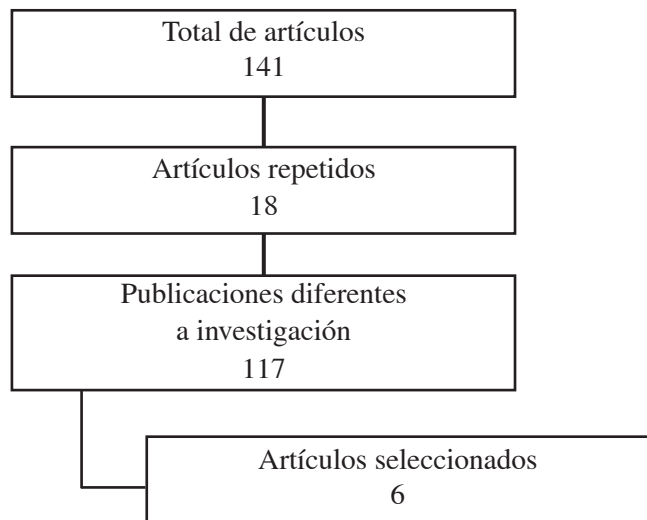 Total de artículos
141
Artículos repetidos
18
Publicaciones diferentes
a investigación
117
Artículos seleccionados
6